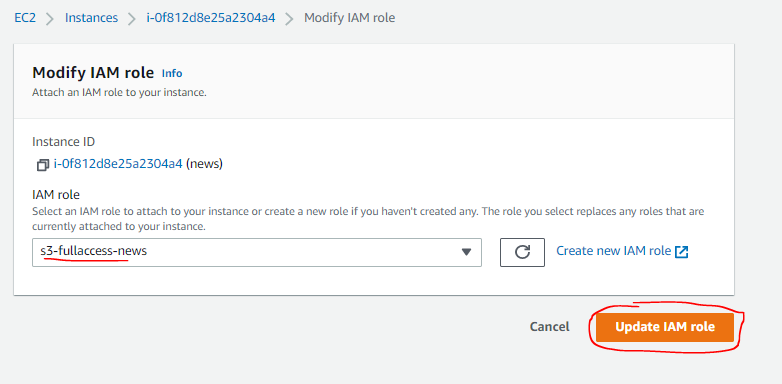 EC2 > Instances > i-0f812d8e25a2304a4 > Modify IAM role
Modify IAM role Info
Attach an IAM role to your instance.
Instance ID
i-0f812d8e25a2304a4 (news)
IAM role
Select an IAM role to attach to your instance or create a new role if you haven't created any. The role you select replaces any roles that are
currently attached to your instance.
s3-fullaccess-news
Create new IAM role
Cancel
Update IAM role